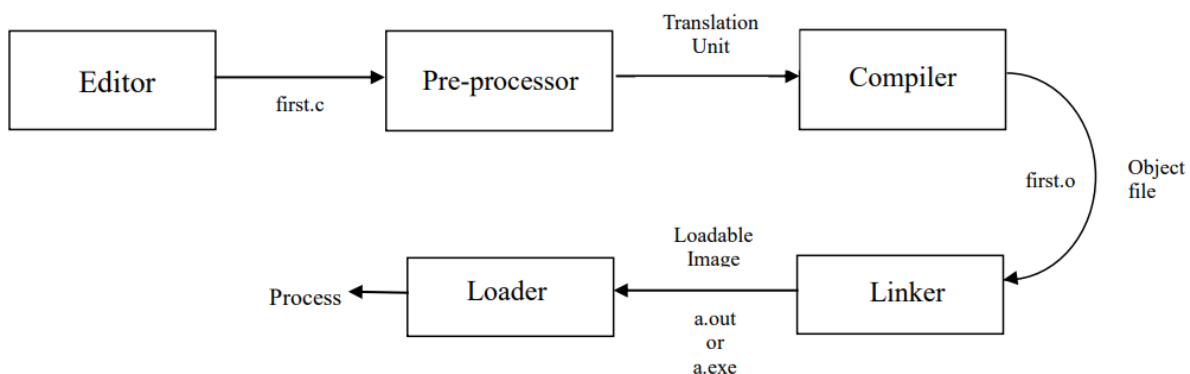 Editor
first.c
Pre-processor
Translation
Unit
Compiler
first.o
Object
file
Linker
Loadable
Image
a.out
or
a.exe
Loader
Process